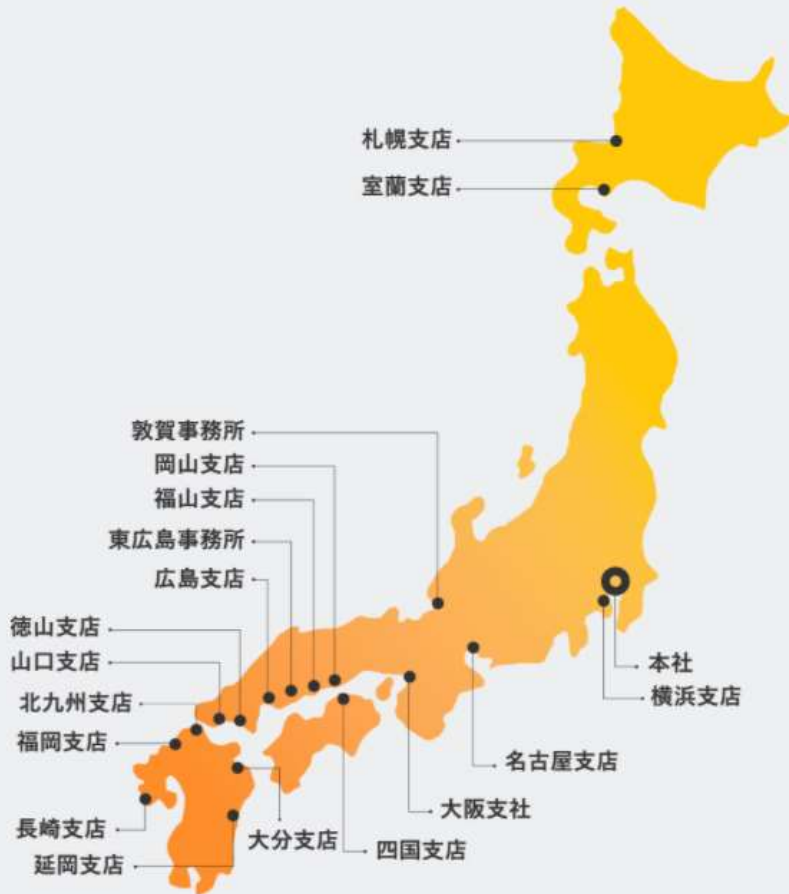 札幌支店
室蘭支店
敦賀事務所
岡山支店
福山支店
東広島事務所
広島支店
徳山支店
山口支店
北九州支店
福岡支店
長崎支店
延岡支店
大分支店
四国支店
大阪支社
名古屋支店
横浜支店
本社